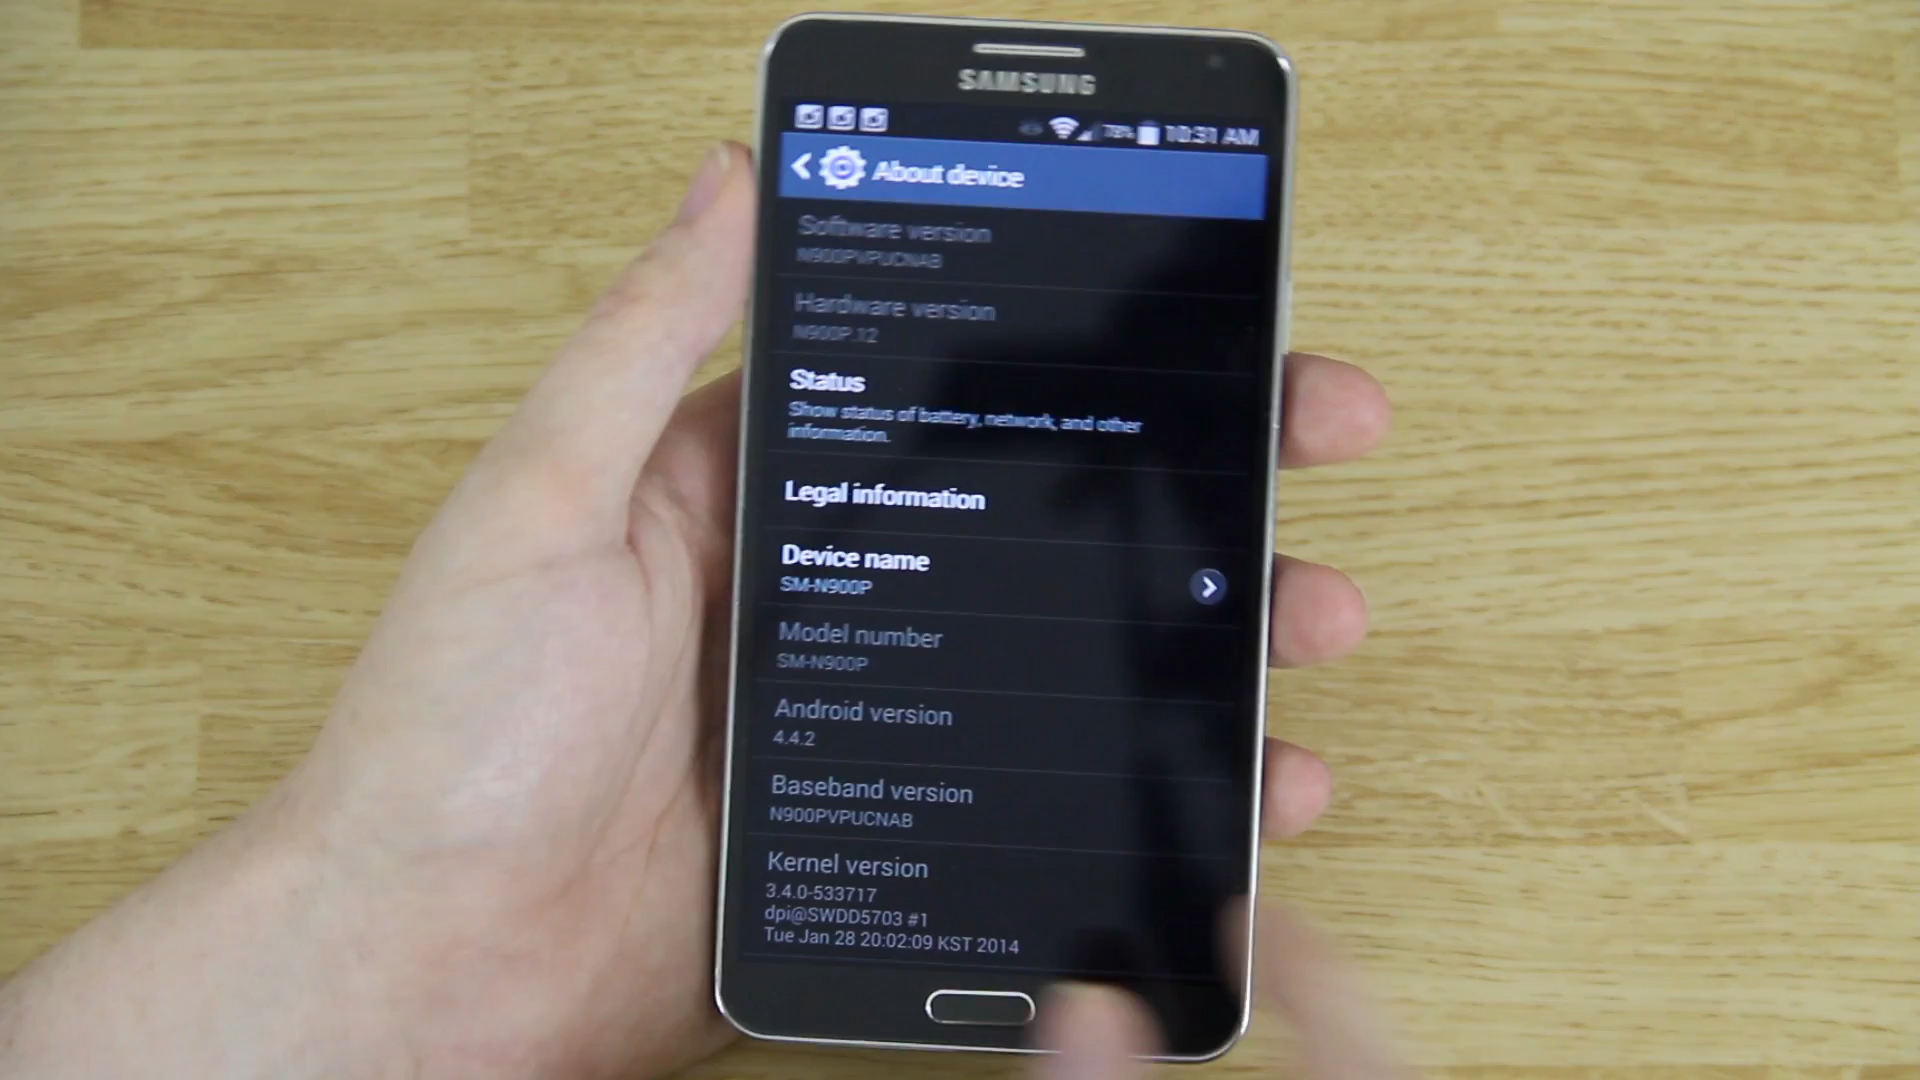 SAMSUNG
78% 10:31 AM
About device
Software version
N900PVPUCNAB
Hardware version
N900P.12
Status
Show status of battery, network, and other
information.
Legal information
Device name
SM-N900P
Model number
SM-N900P
Android version
4.4.2
Baseband version
N900PVPUCNAB
Kernel version
3.4.0-533717
dpi@SWDD5703 #1
Tue Jan 28 20:02:09 KST 2014